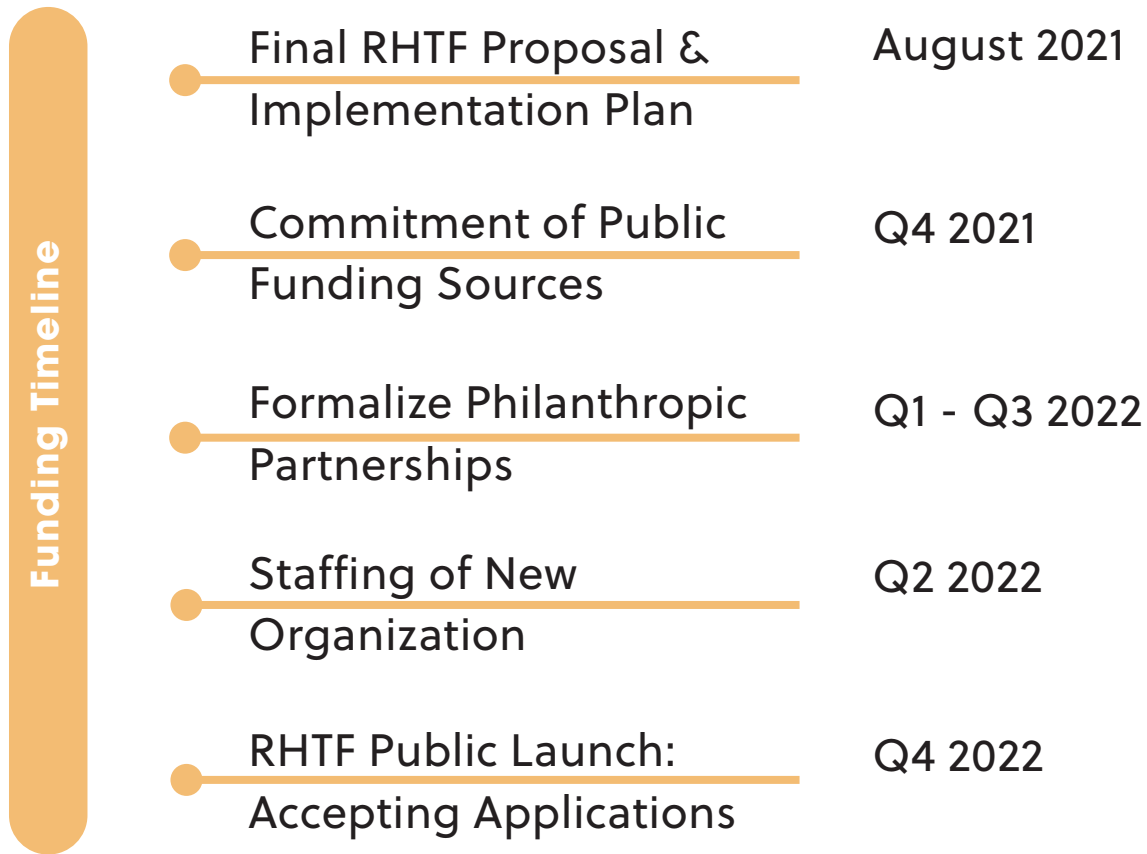 Funding Timeline
Final RHTF Proposal &
Implementation Plan
August 2021
Commitment of Public
Funding Sources
Q4 2021
Formalize Philanthropic
Partnerships
Q1 - Q3 2022
Staffing of New
Organization
Q2 2022
RHTF Public Launch:
Accepting Applications
Q4 2022